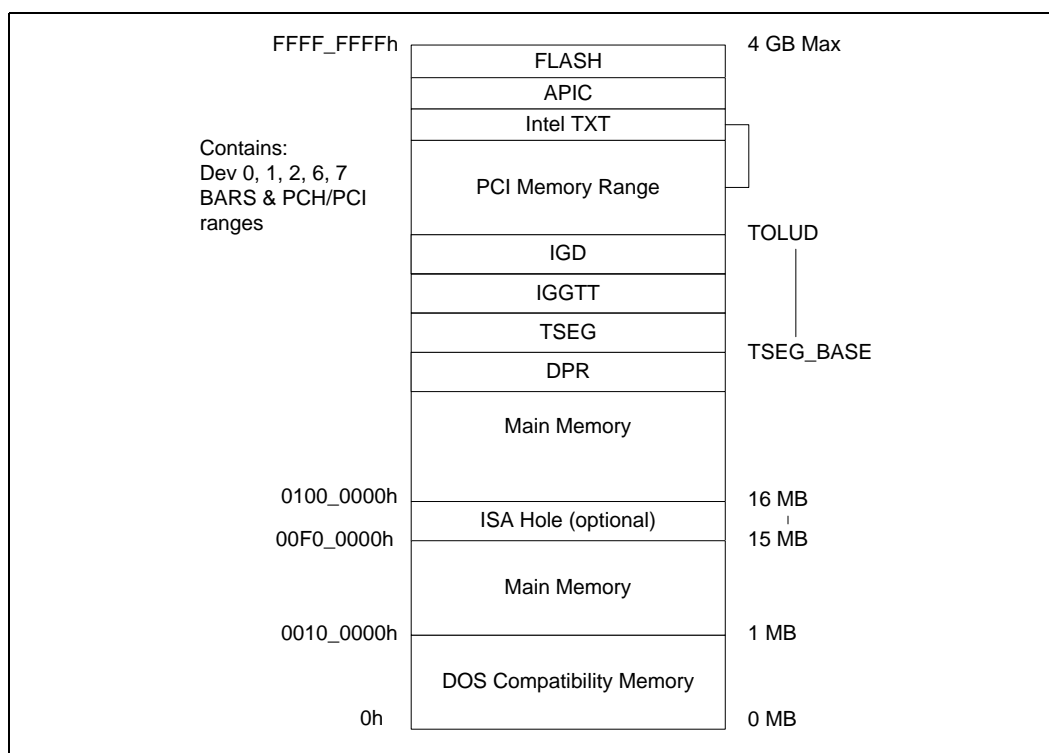 FFFF_FFFFh
4 GB Max
FLASH
APIC
Intel TXT
Contains:
Dev 0, 1, 2, 6, 7
BARS & PCH/PCI
ranges
PCI Memory Range
TOLUD
IGD
IGGTT
TSEG
TSEG_BASE
DPR
Main Memory
0100_0000h
16 MB
ISA Hole (optional)
00F0_0000h
15 MB
Main Memory
0010_0000h
1 MB
DOS Compatibility Memory
0h
0 MB